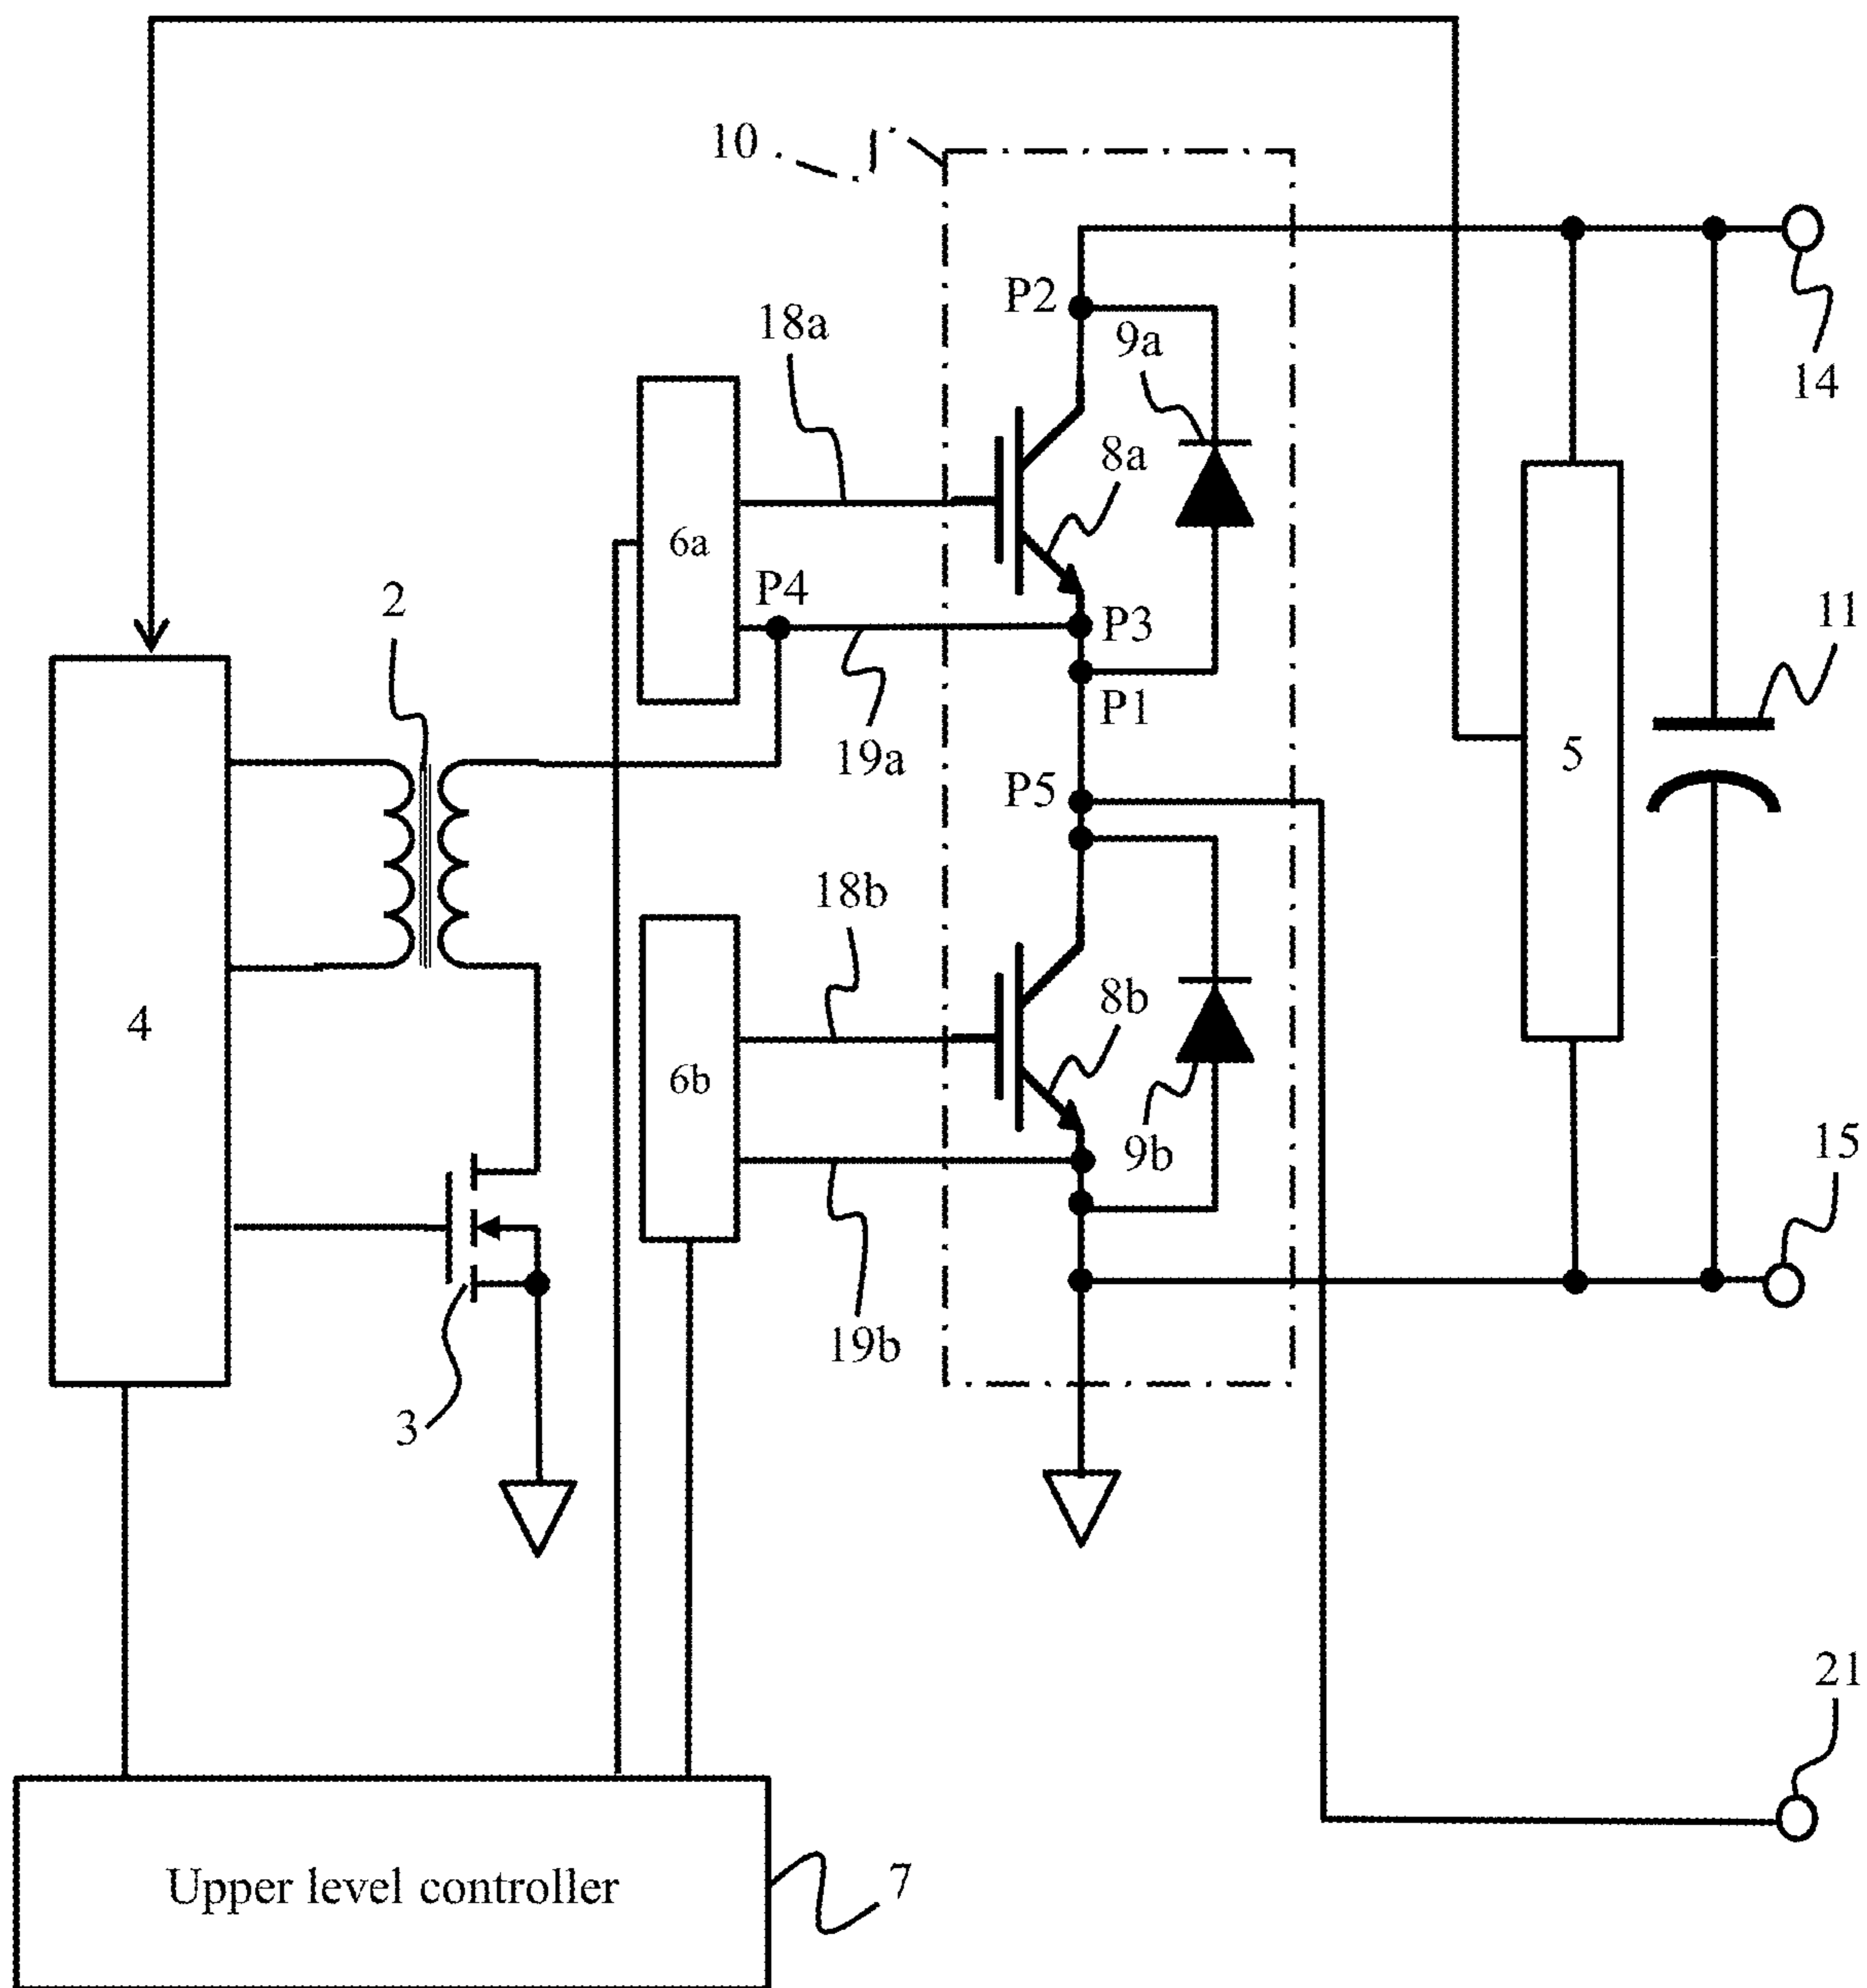 10
P2
9a
18a
14
8a
6a
P4
2
P3
11
P1
19a
5
P5
18b
8b
4
6b
9b
15
19b
3
21
Upper level controller
7